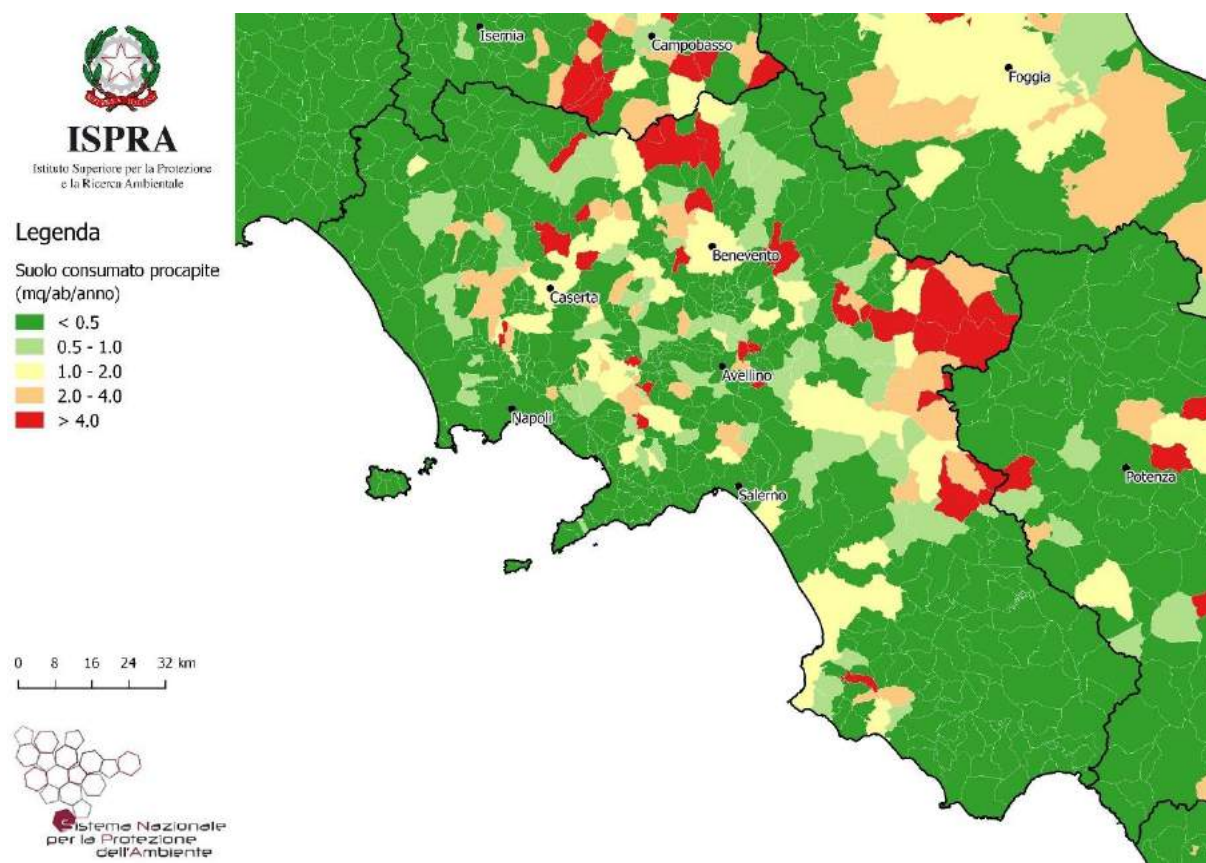 ISPRA
Istituto Superiore per la Protezione
e la Ricerca Ambientale
Legenda
Suolo consumato procapite
(mq/ab/anno)
< 0.5
0.5 - 1.0
1.0 - 2.0
2.0 - 4.0
> 4.0
0 8 16 24 32 km
Sistema Nazionale
per la Protezione
dell'Ambiente
Isernia
Campobasso
Foggia
Benevento
Caserta
Avellino
Napoli
Salerno
Potenza